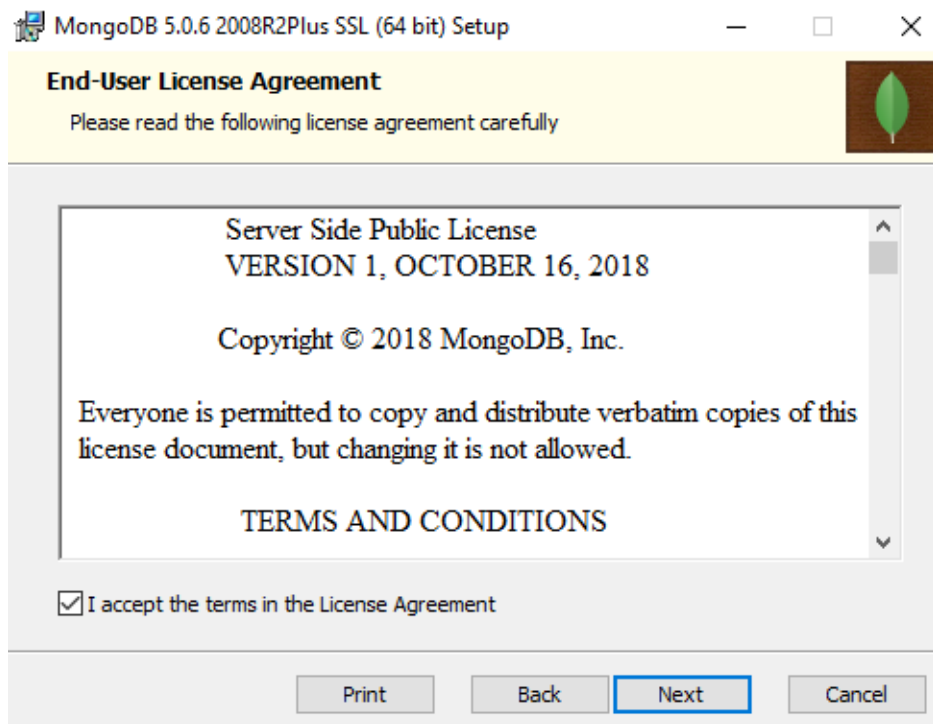 MongoDB 5.0.6 2008R2Plus SSL (64 bit) Setup
End-User License Agreement
Please read the following license agreement carefully
Server Side Public License
VERSION 1, OCTOBER 16, 2018
Copyright © 2018 MongoDB, Inc.
Everyone is permitted to copy and distribute verbatim copies of this
license document, but changing it is not allowed.
TERMS AND CONDITIONS
I accept the terms in the License Agreement
Print Back Next Cancel